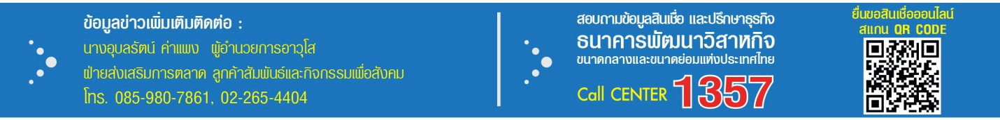 ข้อมูลข่าวเพิ่มเติมติดต่อ :
นางอุบลรัตน์ ค่าแพง ผู้อำนวยการอาวุโส
ฝ่ายส่งเสริมการตลาด ลูกค้าสัมพันธ์และกิจกรรมเพื่อสังคม
โทร. 085-980-7861, 02-265-4404
สอบถามข้อมูลสินเชื่อ และปรึกษาธุรกิจ
ธนาคารพัฒนาวิสาหกิจ
ขนาดกลางและขนาดย่อมแห่งประเทศไทย
Call CENTER 1357
ยื่นขอสินเชื่อออนไลน์
สแกน QR CODE